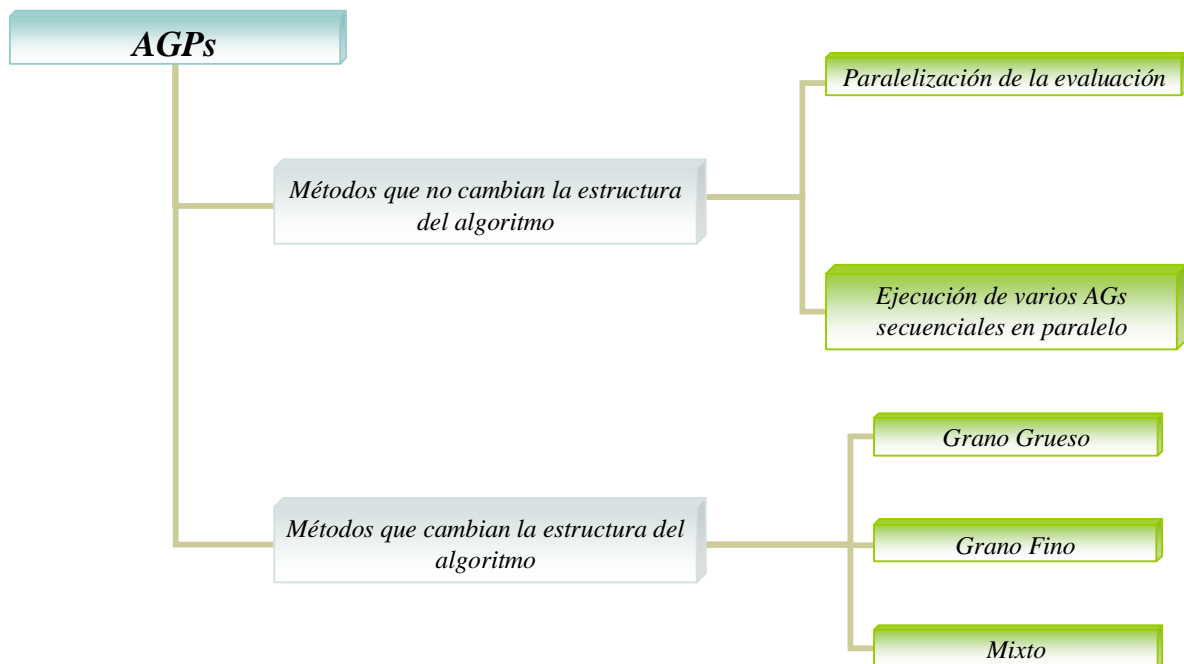 AGPs
Paralelización de la evaluación
Métodos que no cambian la estructura
del algoritmo
Ejecución de varios AGs
secuenciales en paralelo
Grano Grueso
Métodos que cambian la estructura del
algoritmo
Grano Fino
Mixto